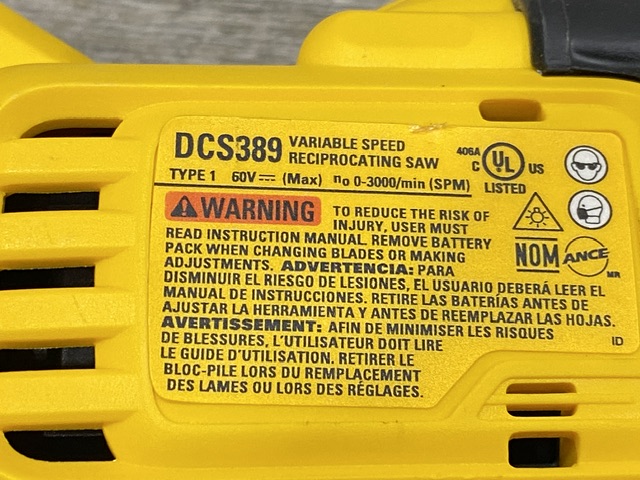 DCS389 VARIABLE SPEED
RECIPROCATING SAW
TYPE 1 60V (Max) n0 0-3000/min (SPM)
406A
C UL US
LISTED
WARNING TO REDUCE THE RISK OF
INJURY, USER MUST
READ INSTRUCTION MANUAL. REMOVE BATTERY
PACK WHEN CHANGING BLADES OR MAKING
ADJUSTMENTS. ADVERTENCIA: PARA
DISMINUIR EL RIESGO DE LESIONES, EL USUARIO DEBERÁ LEER EL
MANUAL DE INSTRUCCIONES. RETIRE LAS BATERÍAS ANTES DE
AJUSTAR LA HERRAMIENTA Y ANTES DE REEMPLAZAR LAS HOJAS.
AVERTISSEMENT: AFIN DE MINIMISER LES RISQUES
DE BLESSURES, L'UTILISATEUR DOIT LIRE
LE GUIDE D'UTILISATION. RETIRER LE
BLOC-PILE LORS DU REMPLACEMENT
DES LAMES OU LORS DES RÉGLAGES.
NOM ANCE
MR
ID